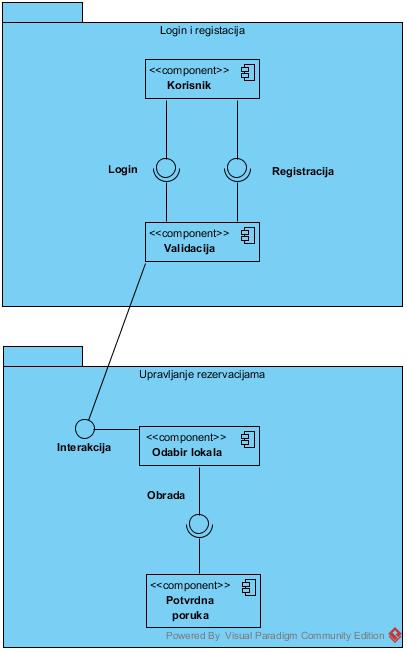 Login i registacija
<<component>>
Korisnik
Login
Registracija
<<component>>
Validacija
Upravljanje rezervacijama
Interakcija
<<component>>
Odabir lokala
Obrada
<<component>>
Potvrdna
poruka
Powered By Visual Paradigm Community Edition